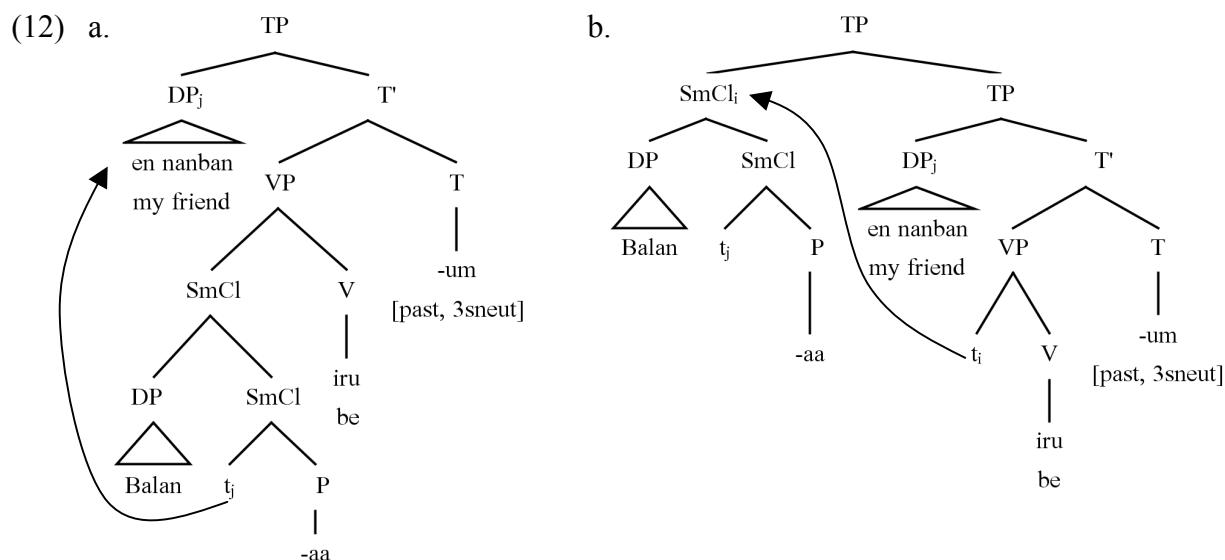 (12) a.
TP
DPj
T'
en nanban
my friend
VP
T
-um
[past, 3sneut]
SmCl
V
iru
be
DP
SmCl
Balan
tj
P
-aa
b.
TP
SmCli
TP
DP
SmCl
DPj
T'
Balan
tj
P
en nanban
my friend
VP
T
-aa
-um
[past, 3sneut]
ti
V
iru
be